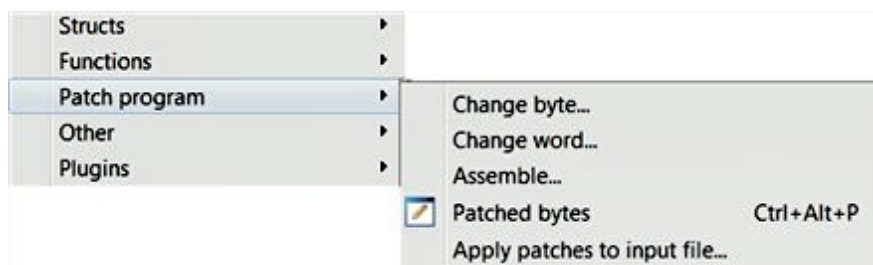 Structs
Functions
Patch program
Other
Plugins
Change byte...
Change word...
Assemble...
Patched bytes Ctrl+Alt+P
Apply patches to input file...